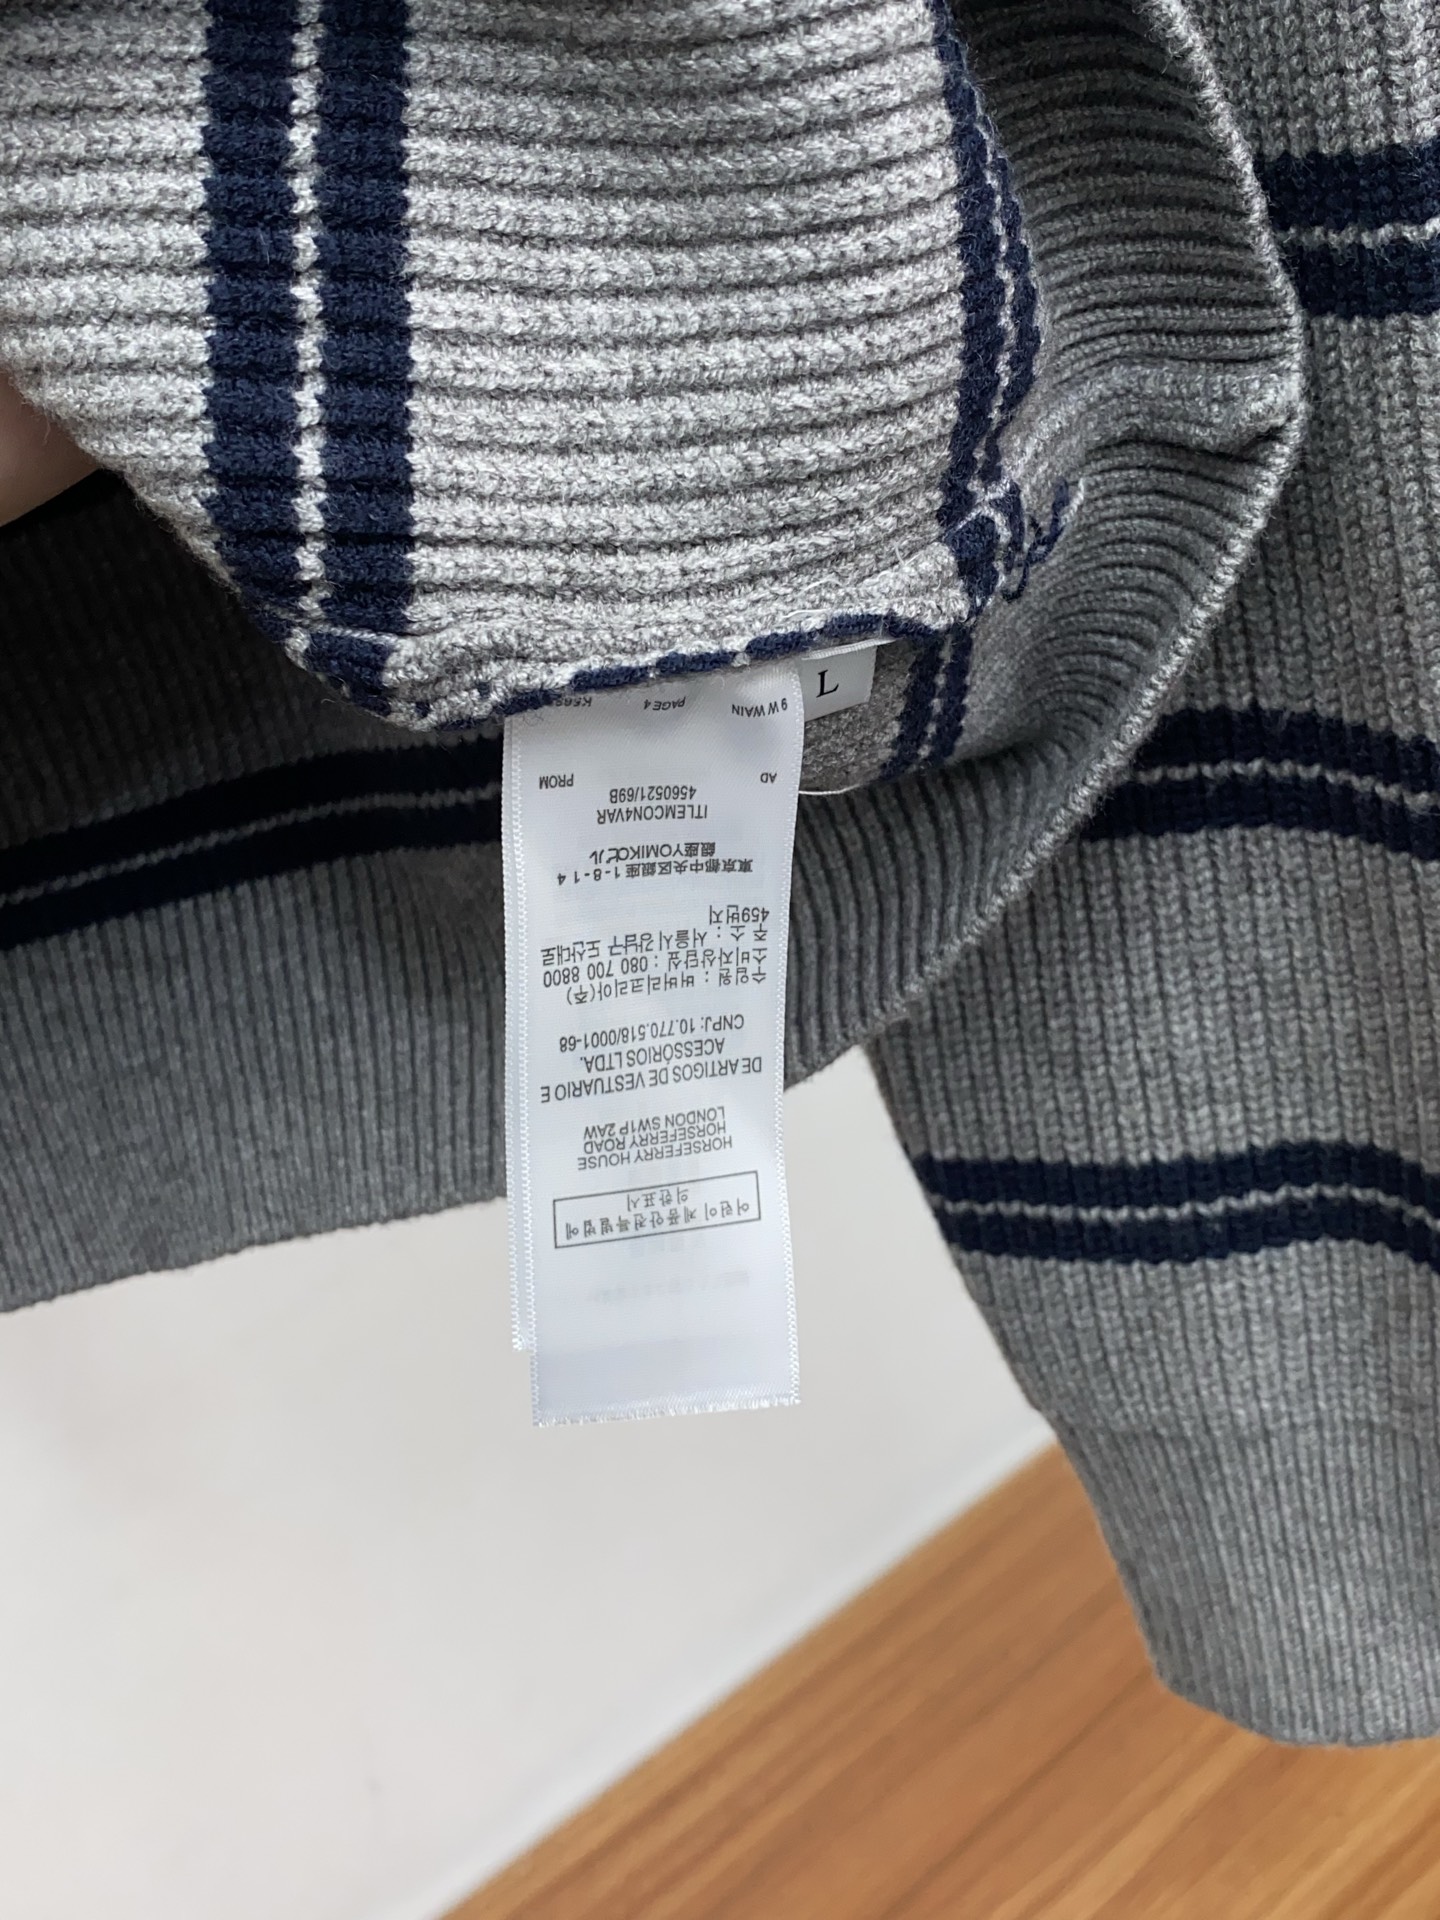 L
어린이제품안전특별법에
의한표시
HORSEFERRY HOUSE
HORSEFERRY ROAD
LONDON SW1P 2AW
DE ARTIGOS DE VESTUARIO E
ACESSÓRIOS LTDA.
CNPJ: 10.770.518/0001-68
수입원 : 버버리코리아(주)
소비자상담실 : 080 700 8800
주 소 : 서울시 강남구 도산대로
459번지
東京都中央区銀座1-8-14
銀座YOMIKOビル
ITLEMCON4VAR
4560521/69B
AD PROM
9WWAIN PAGE4